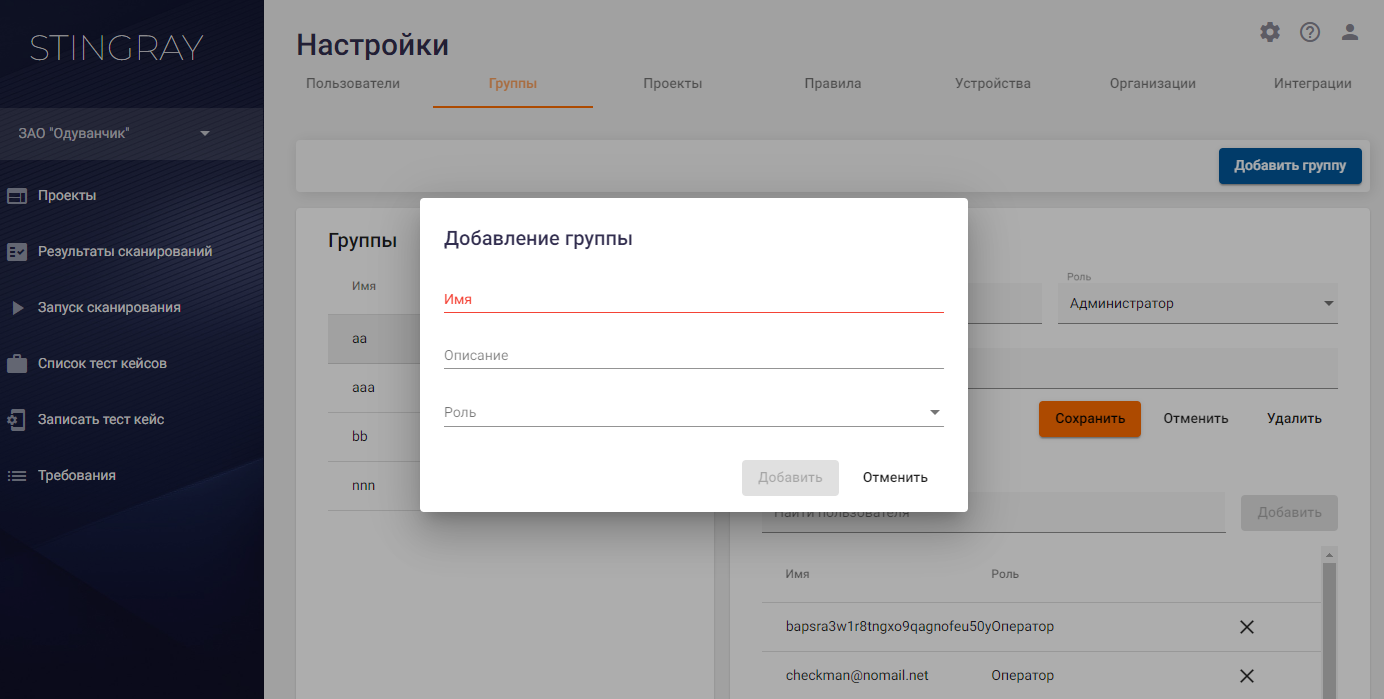 STINGRAY
ЗАО "Одуванчик"
Проекты
Результаты сканирований
Запуск сканирования
Список тест кейсов
Записать тест кейс
Требования
Настройки
Пользователи
Группы
Проекты
Правила
Устройства
Организации
Интеграции
Добавить группу
Группы
Имя
aa
aaa
bb
nnn
Добавление группы
Имя
Описание
Роль
Добавить
Отменить
Роль
Администратор
Сохранить
Отменить
Удалить
Найти пользователя
Добавить
Имя
Роль
bapsra3w1r8tngxo9qagnofeu50y
Оператор
checkman@nomail.net
Оператор